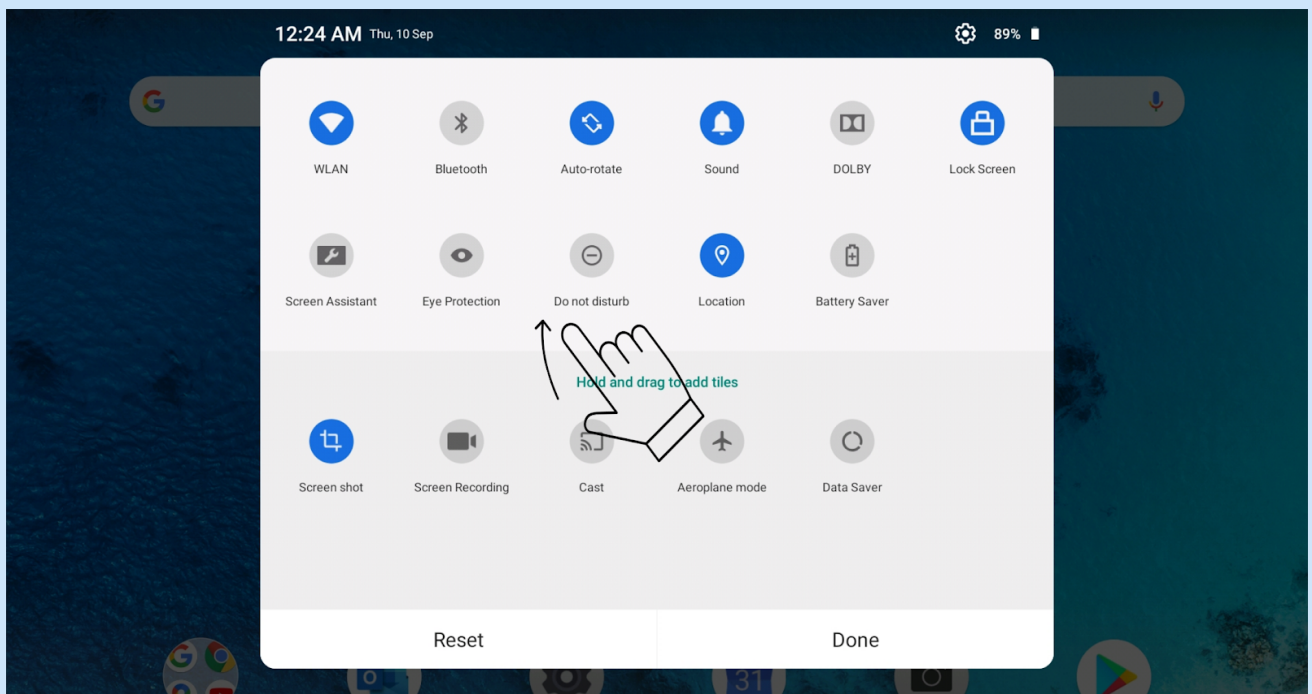 12:24 AM Thu, 10 Sep 89%
WLAN Bluetooth Auto-rotate Sound DOLBY Lock Screen
Screen Assistant Eye Protection Do not disturb Location Battery Saver
Hold and drag to add tiles
Screen shot Screen Recording Cast Aeroplane mode Data Saver
Reset Done
31